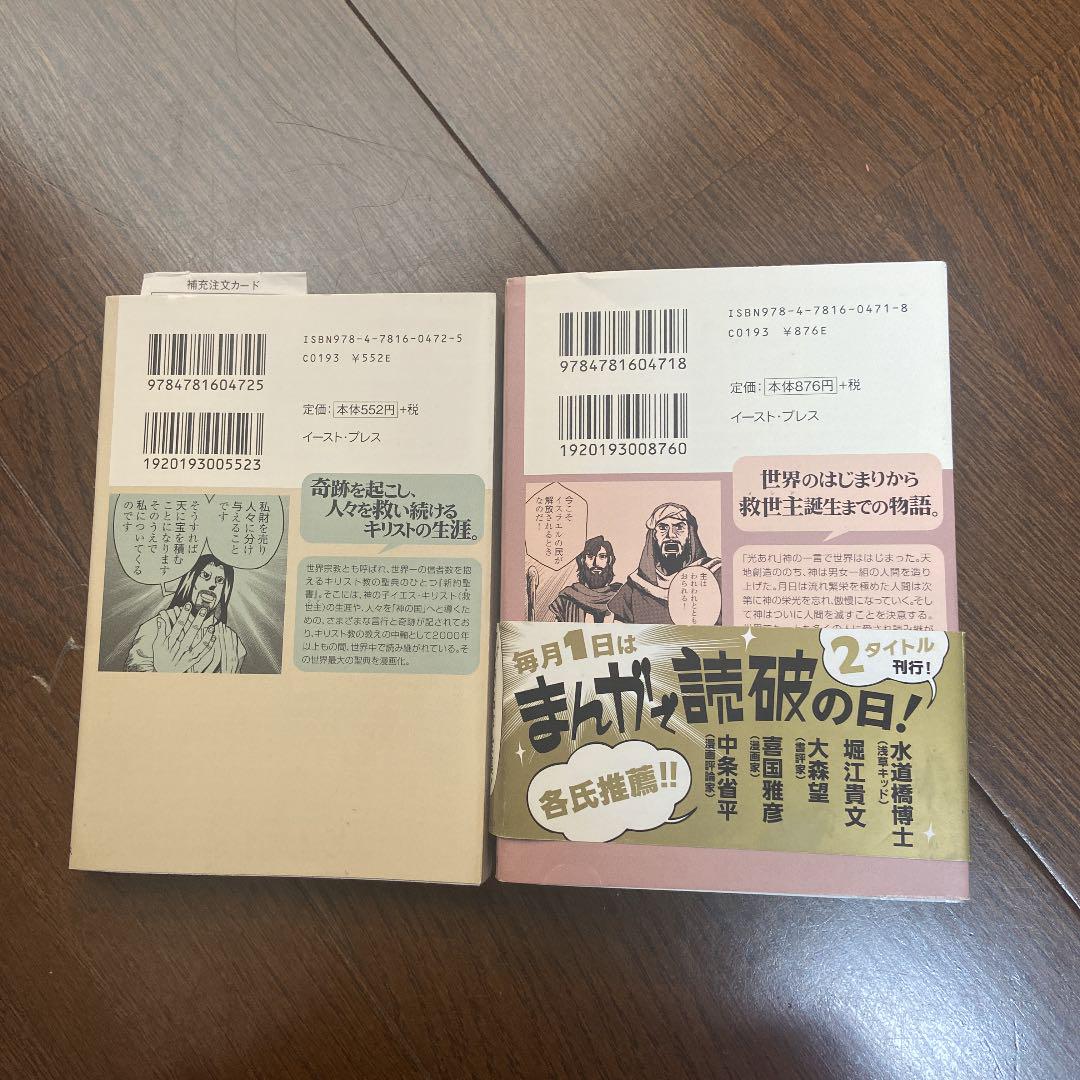 補充注文カード
ISBN978-4-7816-0472-5
C0193 ¥552E
9784781604725
定価：本体552円+税
1920193005523
イースト・プレス
奇跡を起こし、
人々を救い続ける
キリストの生涯。
私財を売り
人々に分け
与えること
です
そうすれば
天に宝を積む
ことになります
そのうえで
私についてくる
のです
世界宗教とも呼ばれ、世界一の信者数を抱
えるキリスト教の聖典のひとつ『新約聖
書』。そこには、神の子イエス・キリスト（救
世主）の生涯や、人々を「神の国」へと導くた
めの、さまざまな言行と奇跡が記されてお
り、キリスト教の教えの中軸として2000年
以上もの間、世界中で読み継がれている。そ
の世界最大の聖典を漫画化。
ISBN978-4-7816-0471-8
C0193 ¥876E
9784781604718
定価：本体876円+税
1920193008760
イースト・プレス
世界のはじまりから
救世主誕生までの物語。
今こそ
イスラエルの民が
解放されるとき
なのだ！
主は
われわれととも
おられる！
「光あれ」神の一言で世界ははじまった。天
地創造ののち、神は男女一組の人間を造り
上げた。月日は流れ繁栄を極めた人間は次
第に神の栄光を忘れ、傲慢になっていく。そし
て神はついに人間を滅すことを決意する。
毎月1日は
まんがで読破の日！
2タイトル
刊行！
各氏推薦！！
水道橋博士
（浅草キッド）
堀江貴文
大森望
（書評家）
喜国雅彦
（漫画家）
中条省平
（漫画評論家）